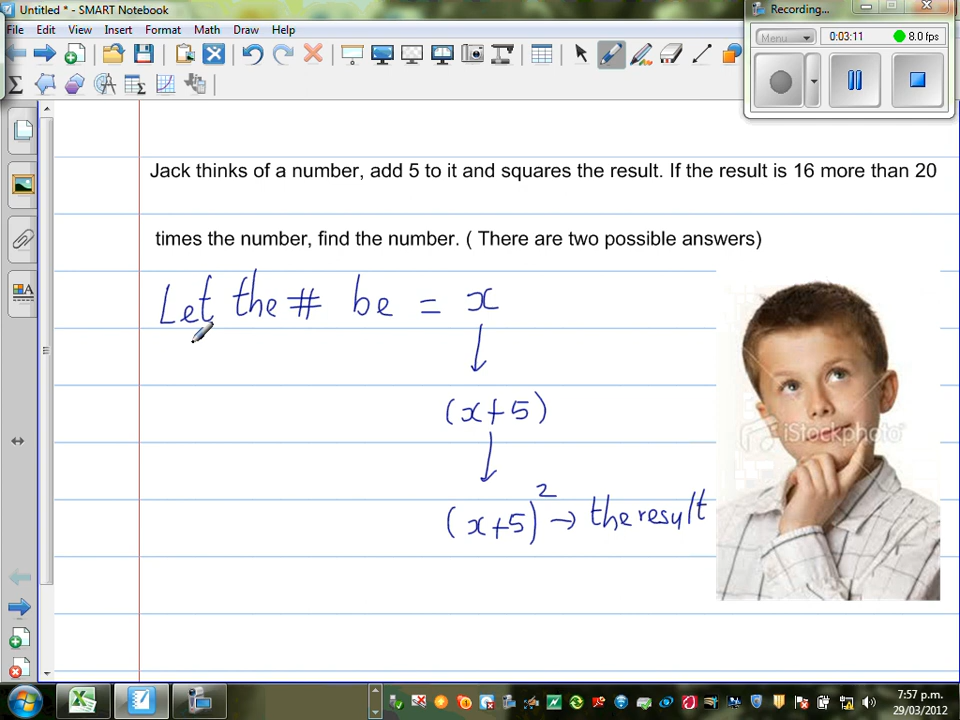 Untitled * - SMART Notebook
Recording...
File Edit View Insert Format Math Draw Help
Menu
0:03:11
8.0 fps
Jack thinks of a number, add 5 to it and squares the result. If the result is 16 more than 20
times the number, find the number. ( There are two possible answers)
Let the # be = x
(x+5)
(x+5)² → the result
iStockphoto
7:57 p.m.
29/03/2012